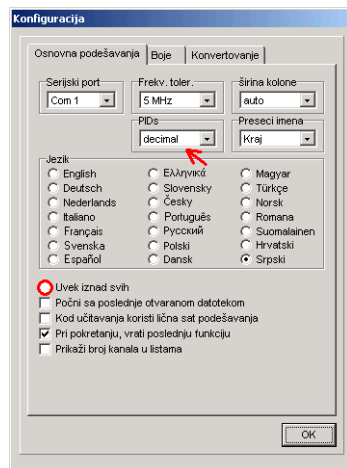 Konfiguracija
Osnovna podešavanja Boje Konvertovanje
Serijski port Frekv. toler. širina kolone
Com 1 5 MHz auto
PIDs Preseci imena
decimal Kraj
Jezik
English Ελληνικά Magyar
Deutsch Slovensky Türkçe
Nederlands Česky Norsk
Italiano Português Romana
Français Русский Suomalainen
Svenska Polski Hrvatski
Español Dansk Srpski
Uvek iznad svih
Počni sa poslednje otvaranom datotekom
Kod učitavanja koristi lična sat podešavanja
Pri pokretanju, vrati poslednju funkciju
Prikaži broj kanala u listama
OK